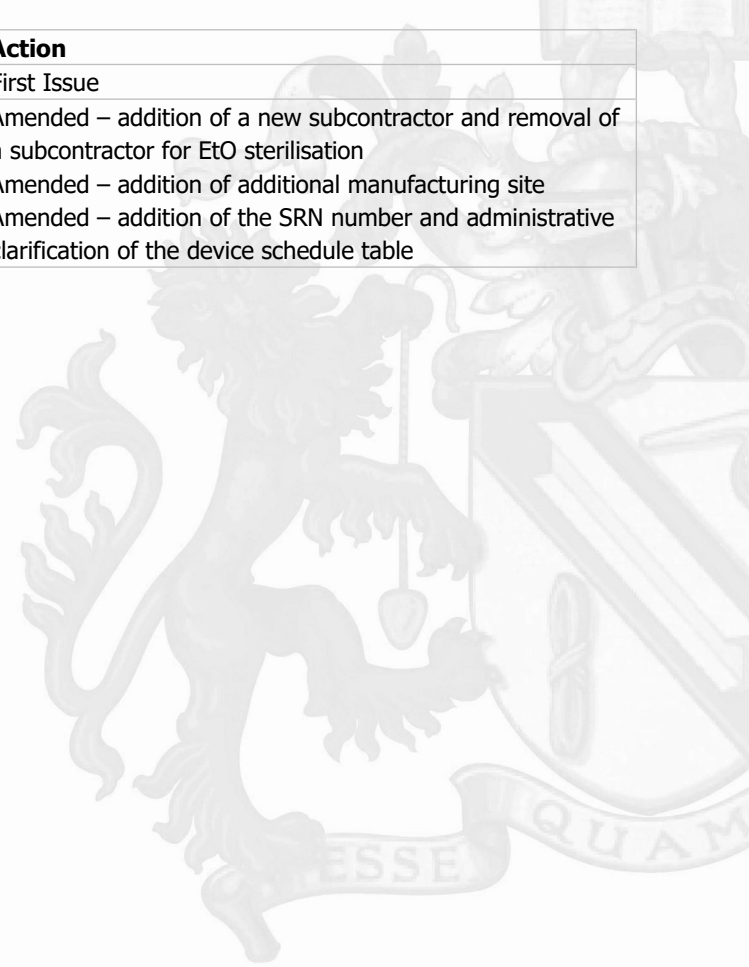 Action
First Issue
Amended – addition of a new subcontractor and removal of
a subcontractor for EtO sterilisation
Amended – addition of additional manufacturing site
Amended – addition of the SRN number and administrative
clarification of the device schedule table
ESSE QUAM